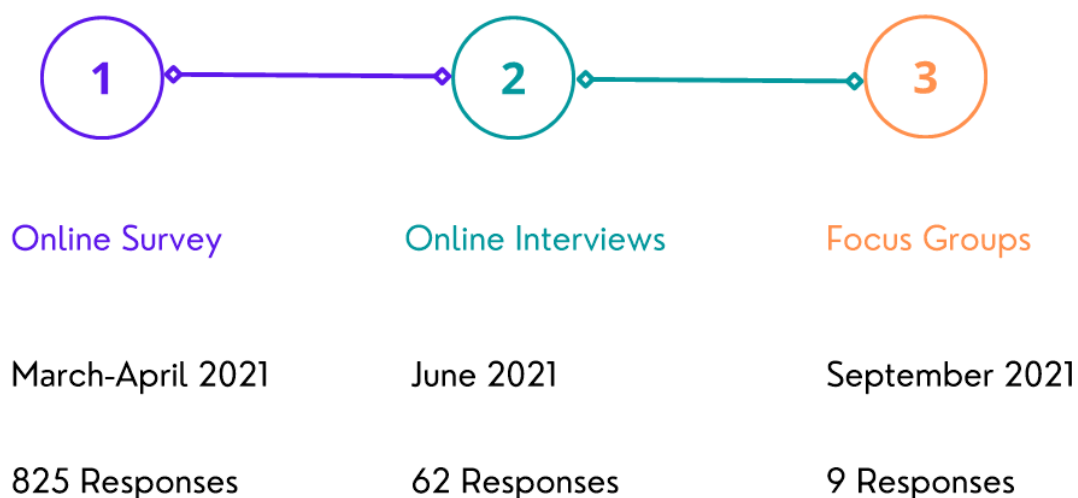 1
2
3
Online Survey
Online Interviews
Focus Groups
March-April 2021
June 2021
September 2021
825 Responses
62 Responses
9 Responses